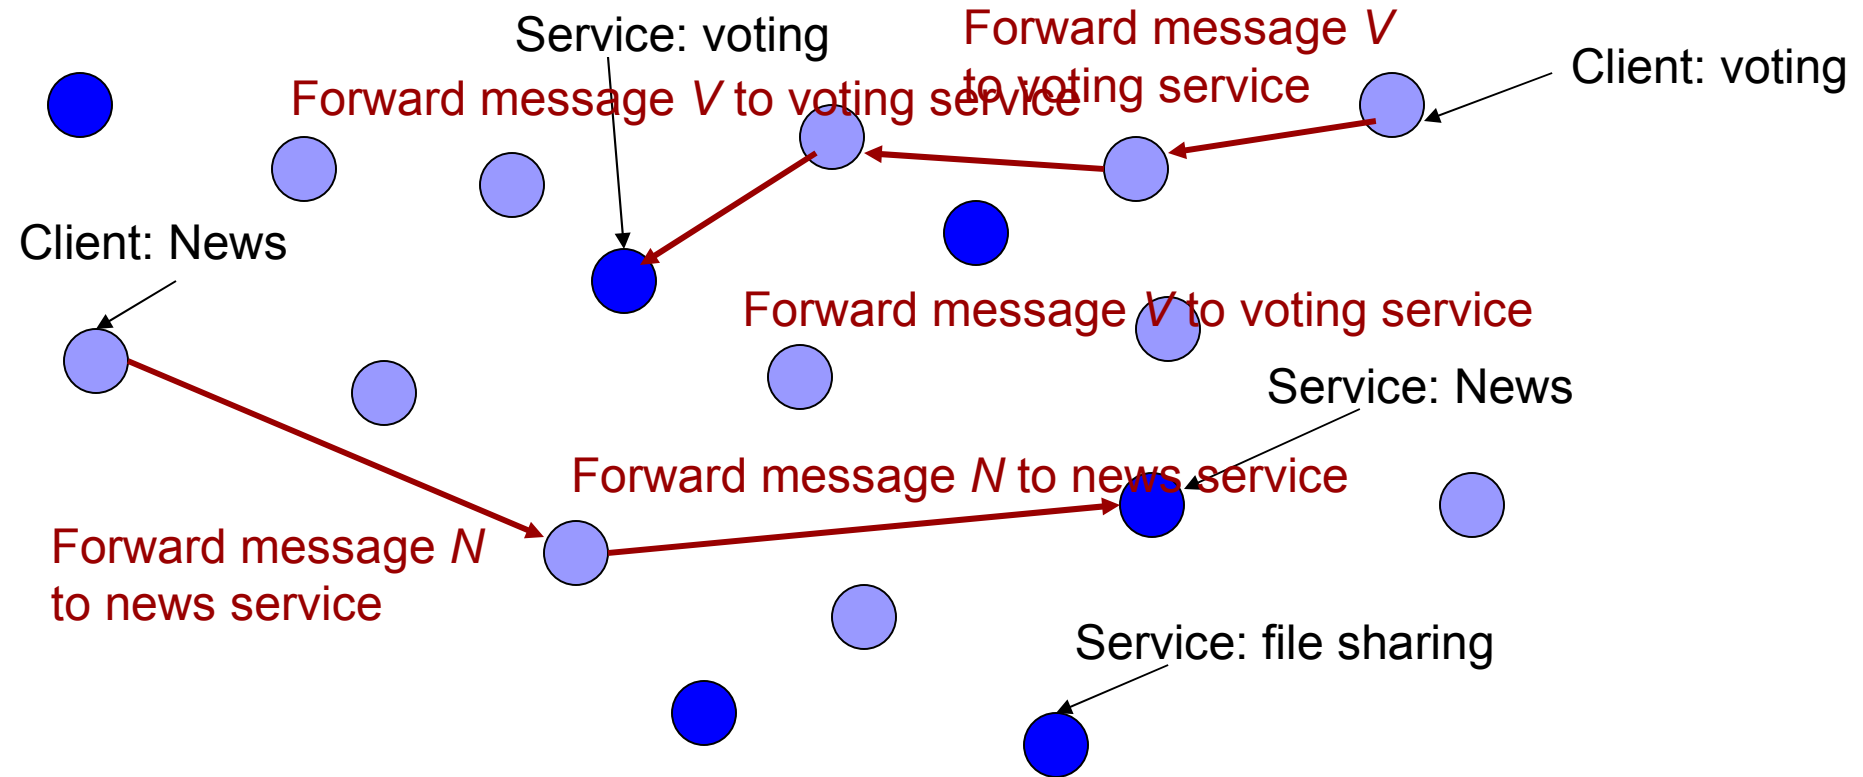 Service: voting
Forward message V
to voting service
Client: voting
Forward message V to voting service
Client: News
Forward message V to voting service
Service: News
Forward message N to news service
Forward message N
to news service
Service: file sharing